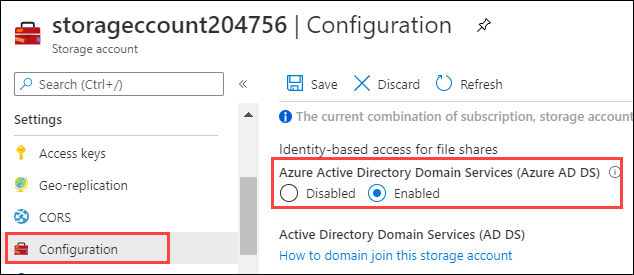 storageccount204756 | Configuration
Storage account
Search (Ctrl+/)
«
Save
Discard
Refresh
The current combination of subscription, storage account
Settings
Access keys
Geo-replication
CORS
Configuration
Identity-based access for file shares
Azure Active Directory Domain Services (Azure AD DS)
Disabled
Enabled
Active Directory Domain Services (AD DS)
How to domain join this storage account